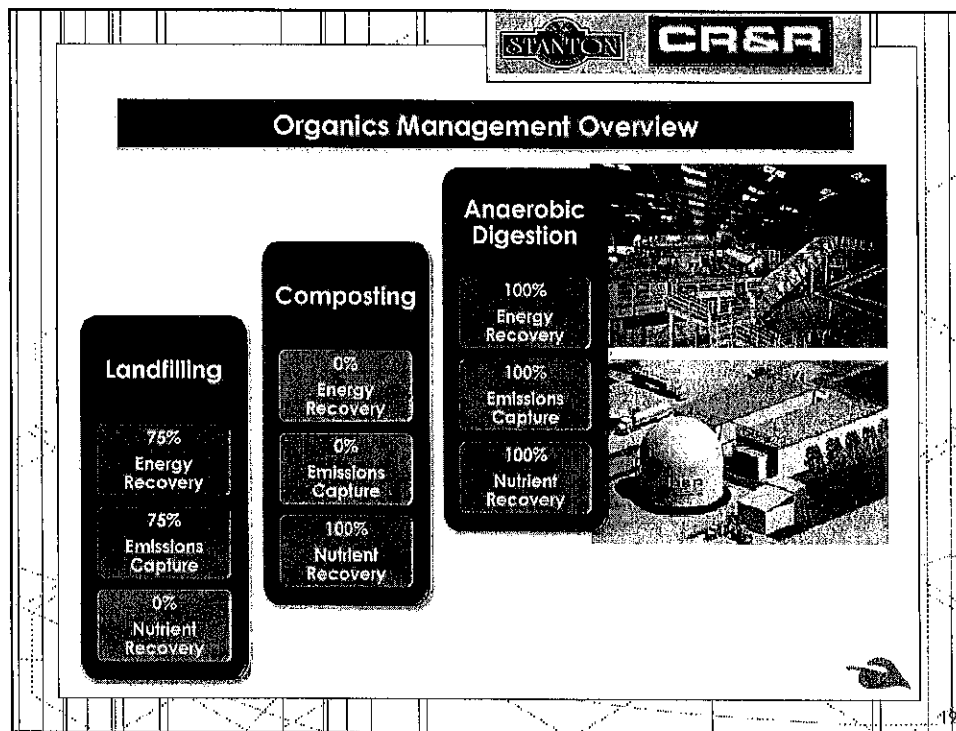 STANTON
CR&R
Organics Management Overview
Landfilling
75%
Energy
Recovery
75%
Emissions
Capture
0%
Nutrient
Recovery
Composting
0%
Energy
Recovery
0%
Emissions
Capture
100%
Nutrient
Recovery
Anaerobic
Digestion
100%
Energy
Recovery
100%
Emissions
Capture
100%
Nutrient
Recovery
19